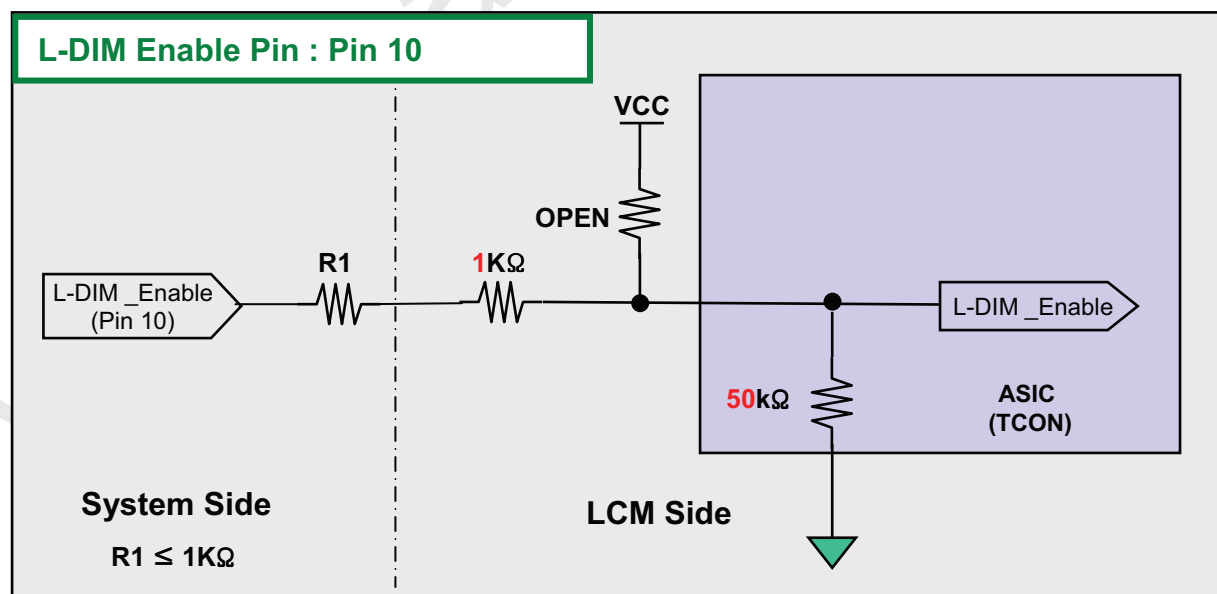 L-DIM Enable Pin : Pin 10
VCC
OPEN
R1
1KΩ
L-DIM _Enable
(Pin 10)
L-DIM _Enable
50kΩ
ASIC
(TCON)
System Side
LCM Side
R1 ≤ 1KΩ